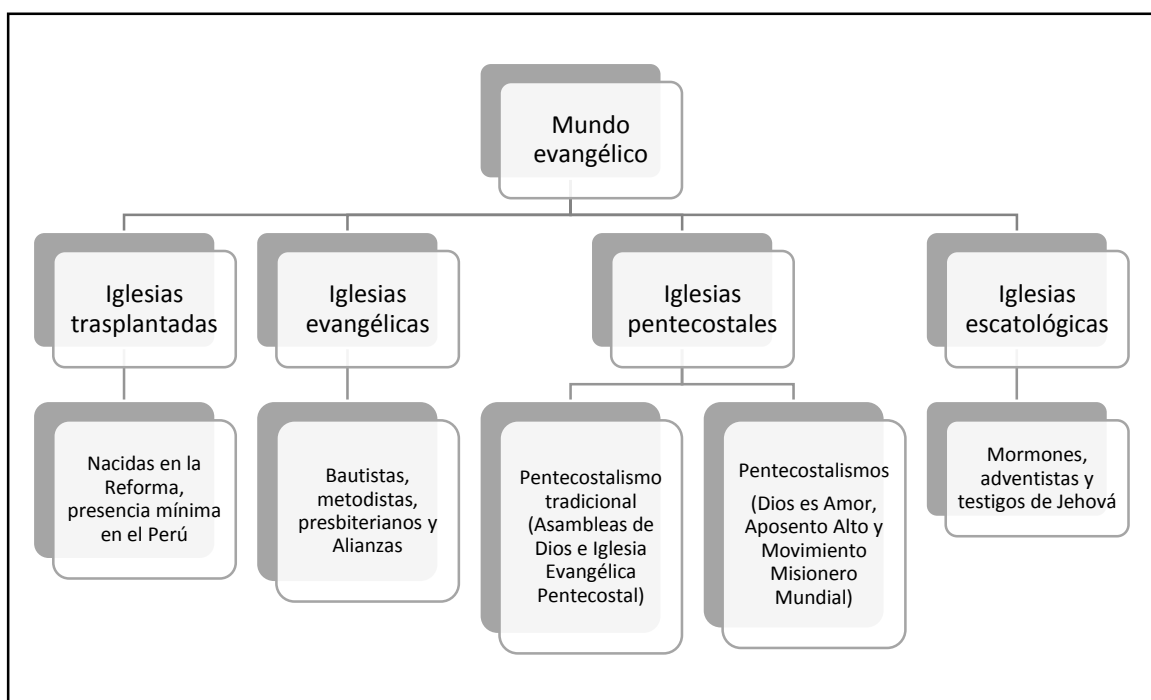 Mundo
evangélico
Iglesias
trasplantadas
Iglesias
evangélicas
Iglesias
pentecostales
Iglesias
escatológicas
Nacidas en la
Reforma,
presencia mínima
en el Perú
Bautistas,
metodistas,
presbiterianos y
Alianzas
Pentecostalismo
tradicional
(Asambleas de
Dios e Iglesia
Evangélica
Pentecostal)
Pentecostalismos
(Dios es Amor,
Aposento Alto y
Movimiento
Misionero
Mundial)
Mormones,
adventistas y
testigos de Jehová